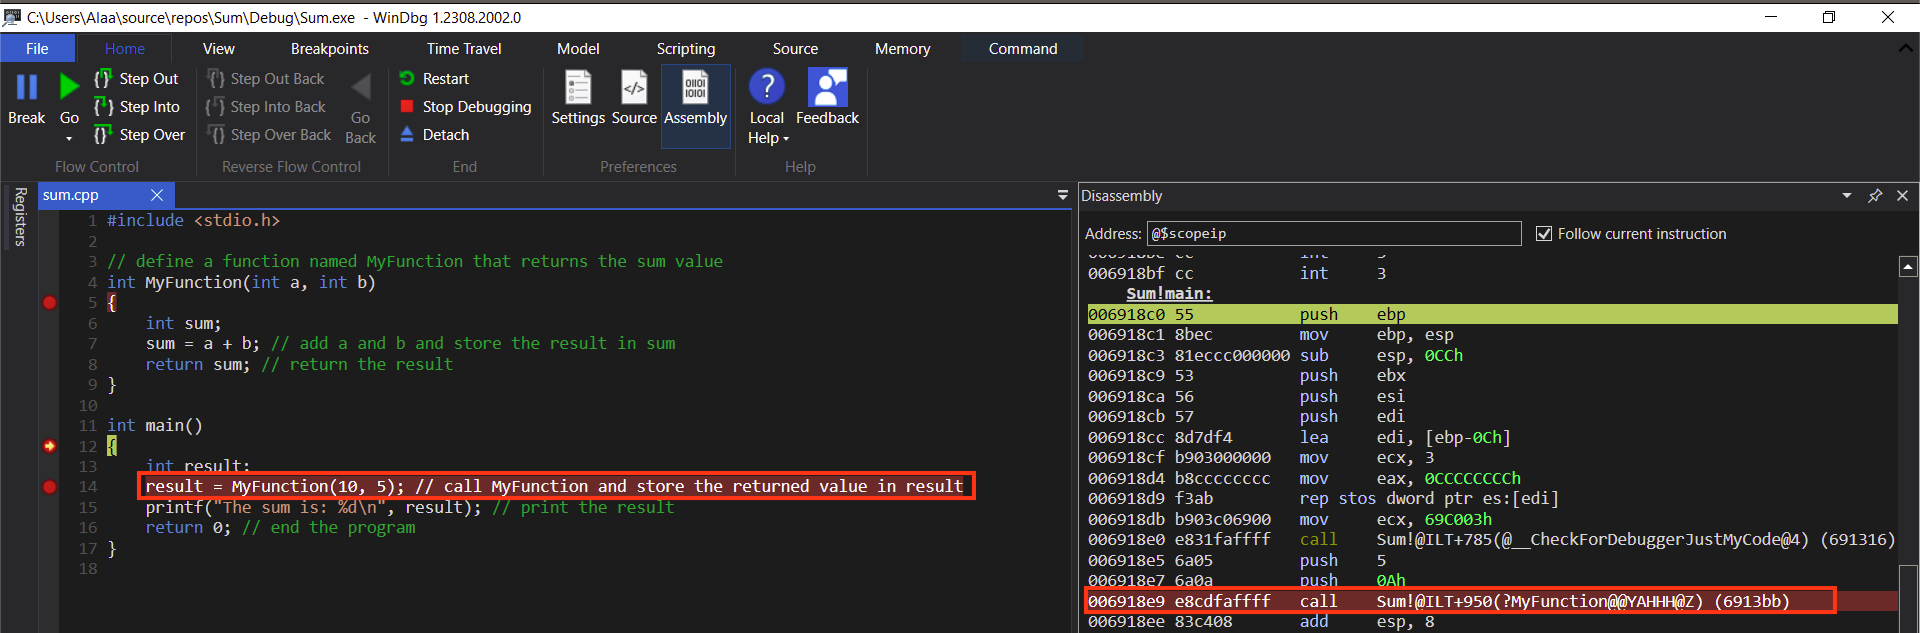 C:\Users\Alaa\source\repos\Sum\Debug\Sum.exe - WinDbg 1.2308.2002.0
File Home View Breakpoints Time Travel Model Scripting Source Memory Command
Break
Go
Step Out
Step Into
Step Over
Flow Control
Step Out Back
Step Into Back
Step Over Back
Go Back
Reverse Flow Control
Restart
Stop Debugging
Detach
End
Settings
Source
Assembly
Preferences
Local Help
Feedback
Help
Registers
sum.cpp
1 #include <stdio.h>
2
3 // define a function named MyFunction that returns the sum value
4 int MyFunction(int a, int b)
5 {
6 int sum;
7 sum = a + b; // add a and b and store the result in sum
8 return sum; // return the result
9 }
10
11 int main()
12 {
13 int result;
14 result = MyFunction(10, 5); // call MyFunction and store the returned value in result
15 printf("The sum is: %d\n", result); // print the result
16 return 0; // end the program
17 }
18
Disassembly
Address: @$scopeip
Follow current instruction
006918be cc int 3
006918bf cc int 3
Sum!main:
006918c0 55 push ebp
006918c1 8bec mov ebp, esp
006918c3 81eccc000000 sub esp, 0CCh
006918c9 53 push ebx
006918ca 56 push esi
006918cb 57 push edi
006918cc 8d7df4 lea edi, [ebp-0Ch]
006918cf b903000000 mov ecx, 3
006918d4 b8cccccccc mov eax, 0CCCCCCCCh
006918d9 f3ab rep stos dword ptr es:[edi]
006918db b903c06900 mov ecx, 69C003h
006918e0 e831faffff call Sum!@ILT+785(@__CheckForDebuggerJustMyCode@4) (691316)
006918e5 6a05 push 5
006918e7 6a0a push 0Ah
006918e9 e8cdfaffff call Sum!@ILT+950(?MyFunction@@YAHHH@Z) (6913bb)
006918ee 83c408 add esp, 8